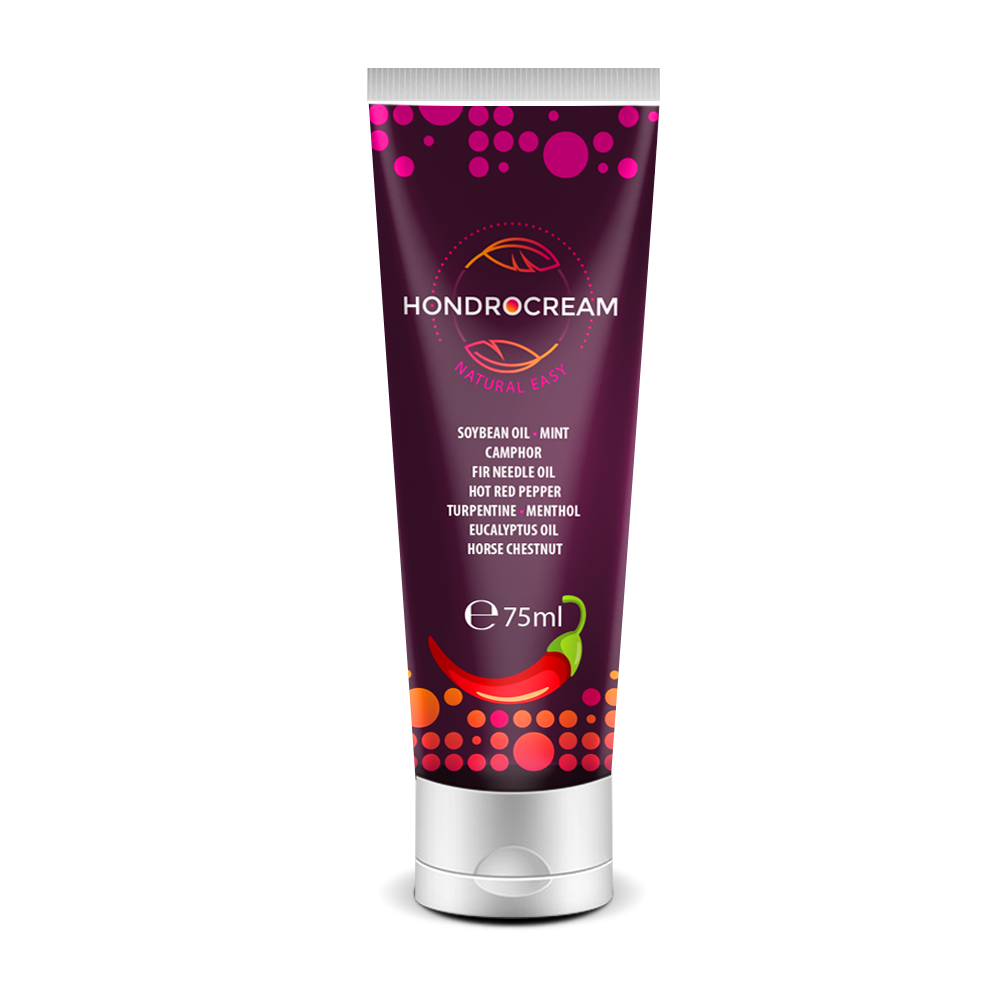 HONDROCREAM
NATURAL EASY
SOYBEAN OIL • MINT
CAMPHOR
FIR NEEDLE OIL
HOT RED PEPPER
TURPENTINE • MENTHOL
EUCALYPTUS OIL
HORSE CHESTNUT
℮ 75ml